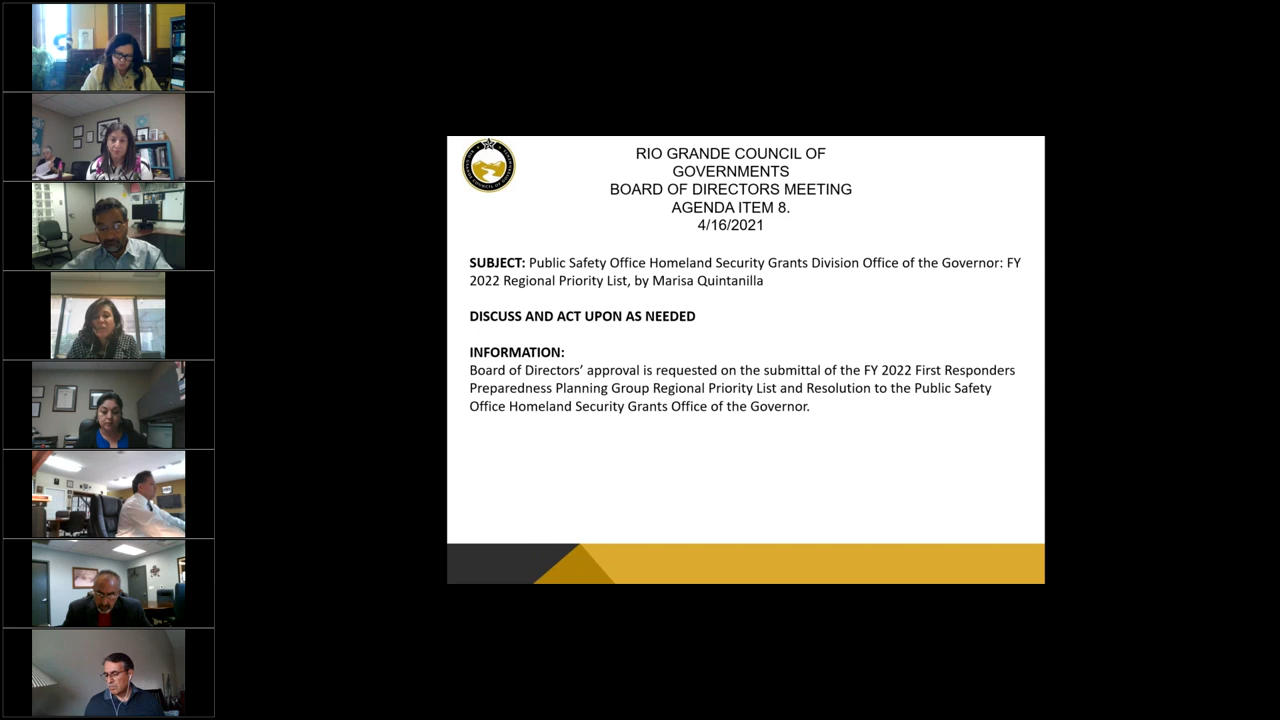 RIO GRANDE COUNCIL OF
GOVERNMENTS
BOARD OF DIRECTORS MEETING
AGENDA ITEM 8.
4/16/2021
SUBJECT: Public Safety Office Homeland Security Grants Division Office of the Governor: FY
2022 Regional Priority List, by Marisa Quintanilla
DISCUSS AND ACT UPON AS NEEDED
INFORMATION:
Board of Directors’ approval is requested on the submittal of the FY 2022 First Responders
Preparedness Planning Group Regional Priority List and Resolution to the Public Safety
Office Homeland Security Grants Office of the Governor.